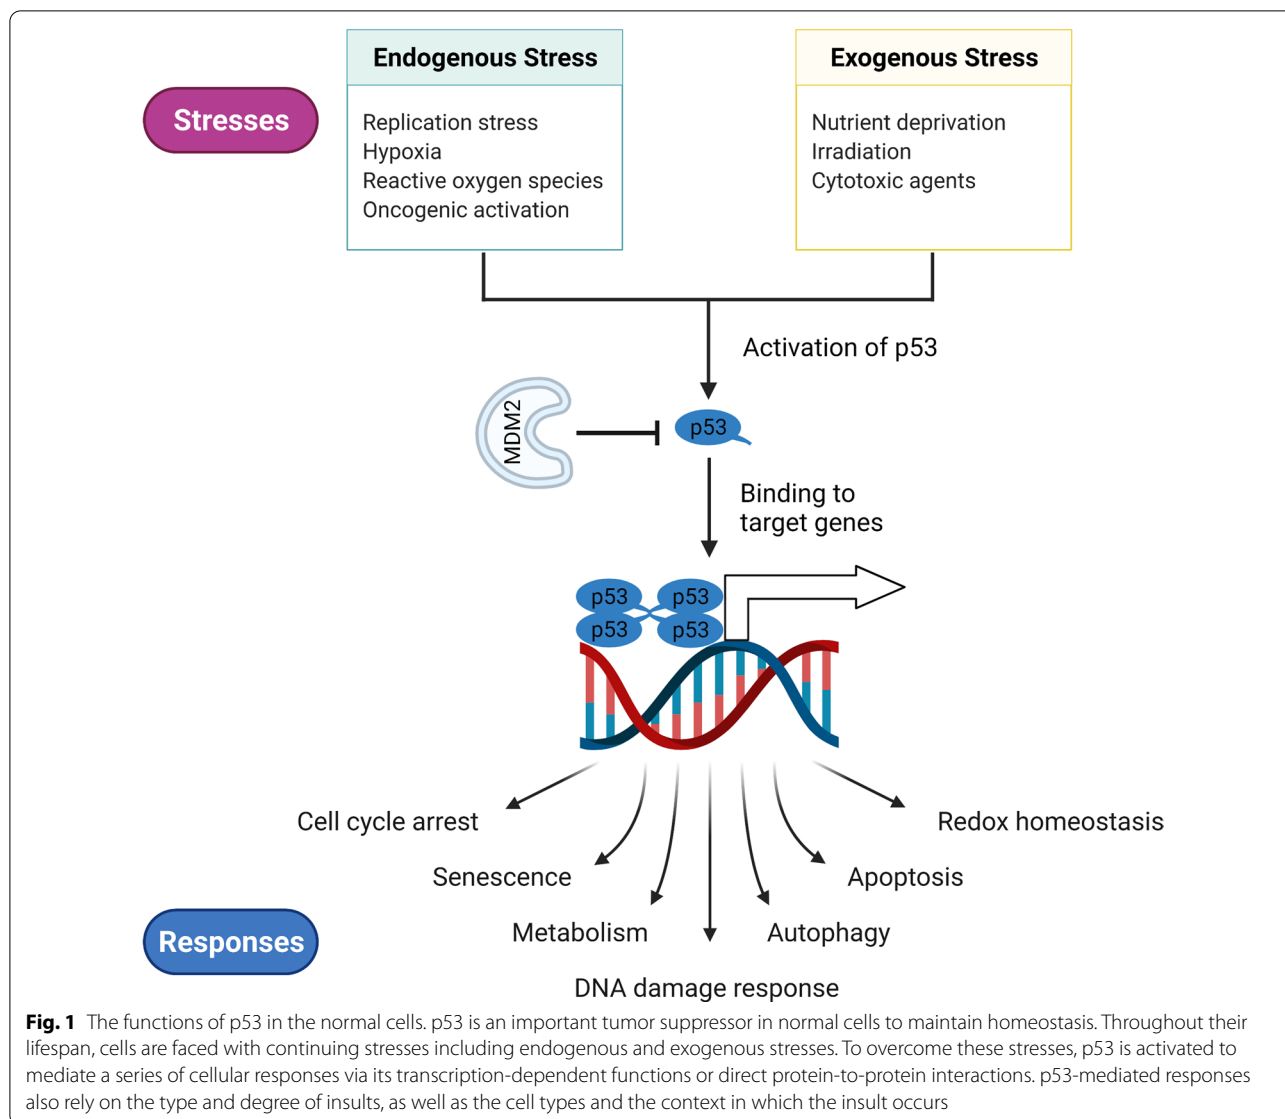 Endogenous Stress
Exogenous Stress
Stresses
Replication stress
Hypoxia
Reactive oxygen species
Oncogenic activation
Nutrient deprivation
Irradiation
Cytotoxic agents
Activation of p53
MDM2
p53
Binding to
target genes
p53 p53
p53 p53
Cell cycle arrest
Redox homeostasis
Senescence
Apoptosis
Metabolism
Autophagy
Responses
DNA damage response
Fig. 1 The functions of p53 in the normal cells. p53 is an important tumor suppressor in normal cells to maintain homeostasis. Throughout their
lifespan, cells are faced with continuing stresses including endogenous and exogenous stresses. To overcome these stresses, p53 is activated to
mediate a series of cellular responses via its transcription-dependent functions or direct protein-to-protein interactions. p53-mediated responses
also rely on the type and degree of insults, as well as the cell types and the context in which the insult occurs